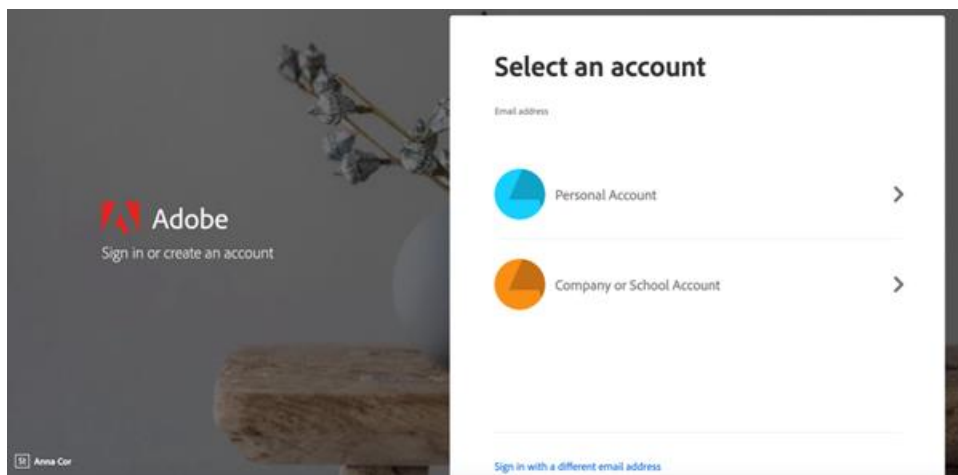 Adobe
Sign in or create an account
St Anna Cor
Select an account
Email address
Personal Account
Company or School Account
Sign in with a different email address